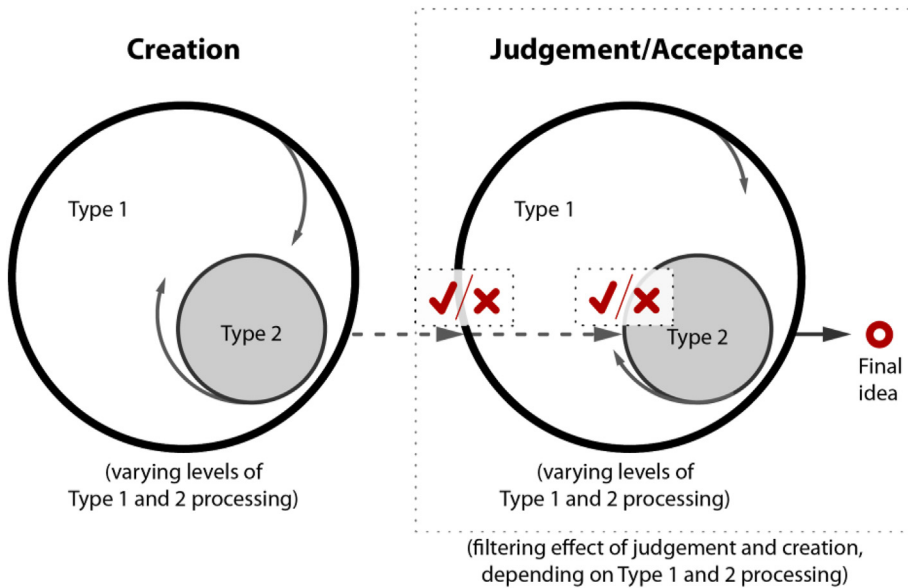 Creation
Type 1
Type 2
(varying levels of
Type 1 and 2 processing)
Judgement/Acceptance
Type 1
Type 2
(varying levels of
Type 1 and 2 processing)
Final
idea
(filtering effect of judgement and creation,
depending on Type 1 and 2 processing)